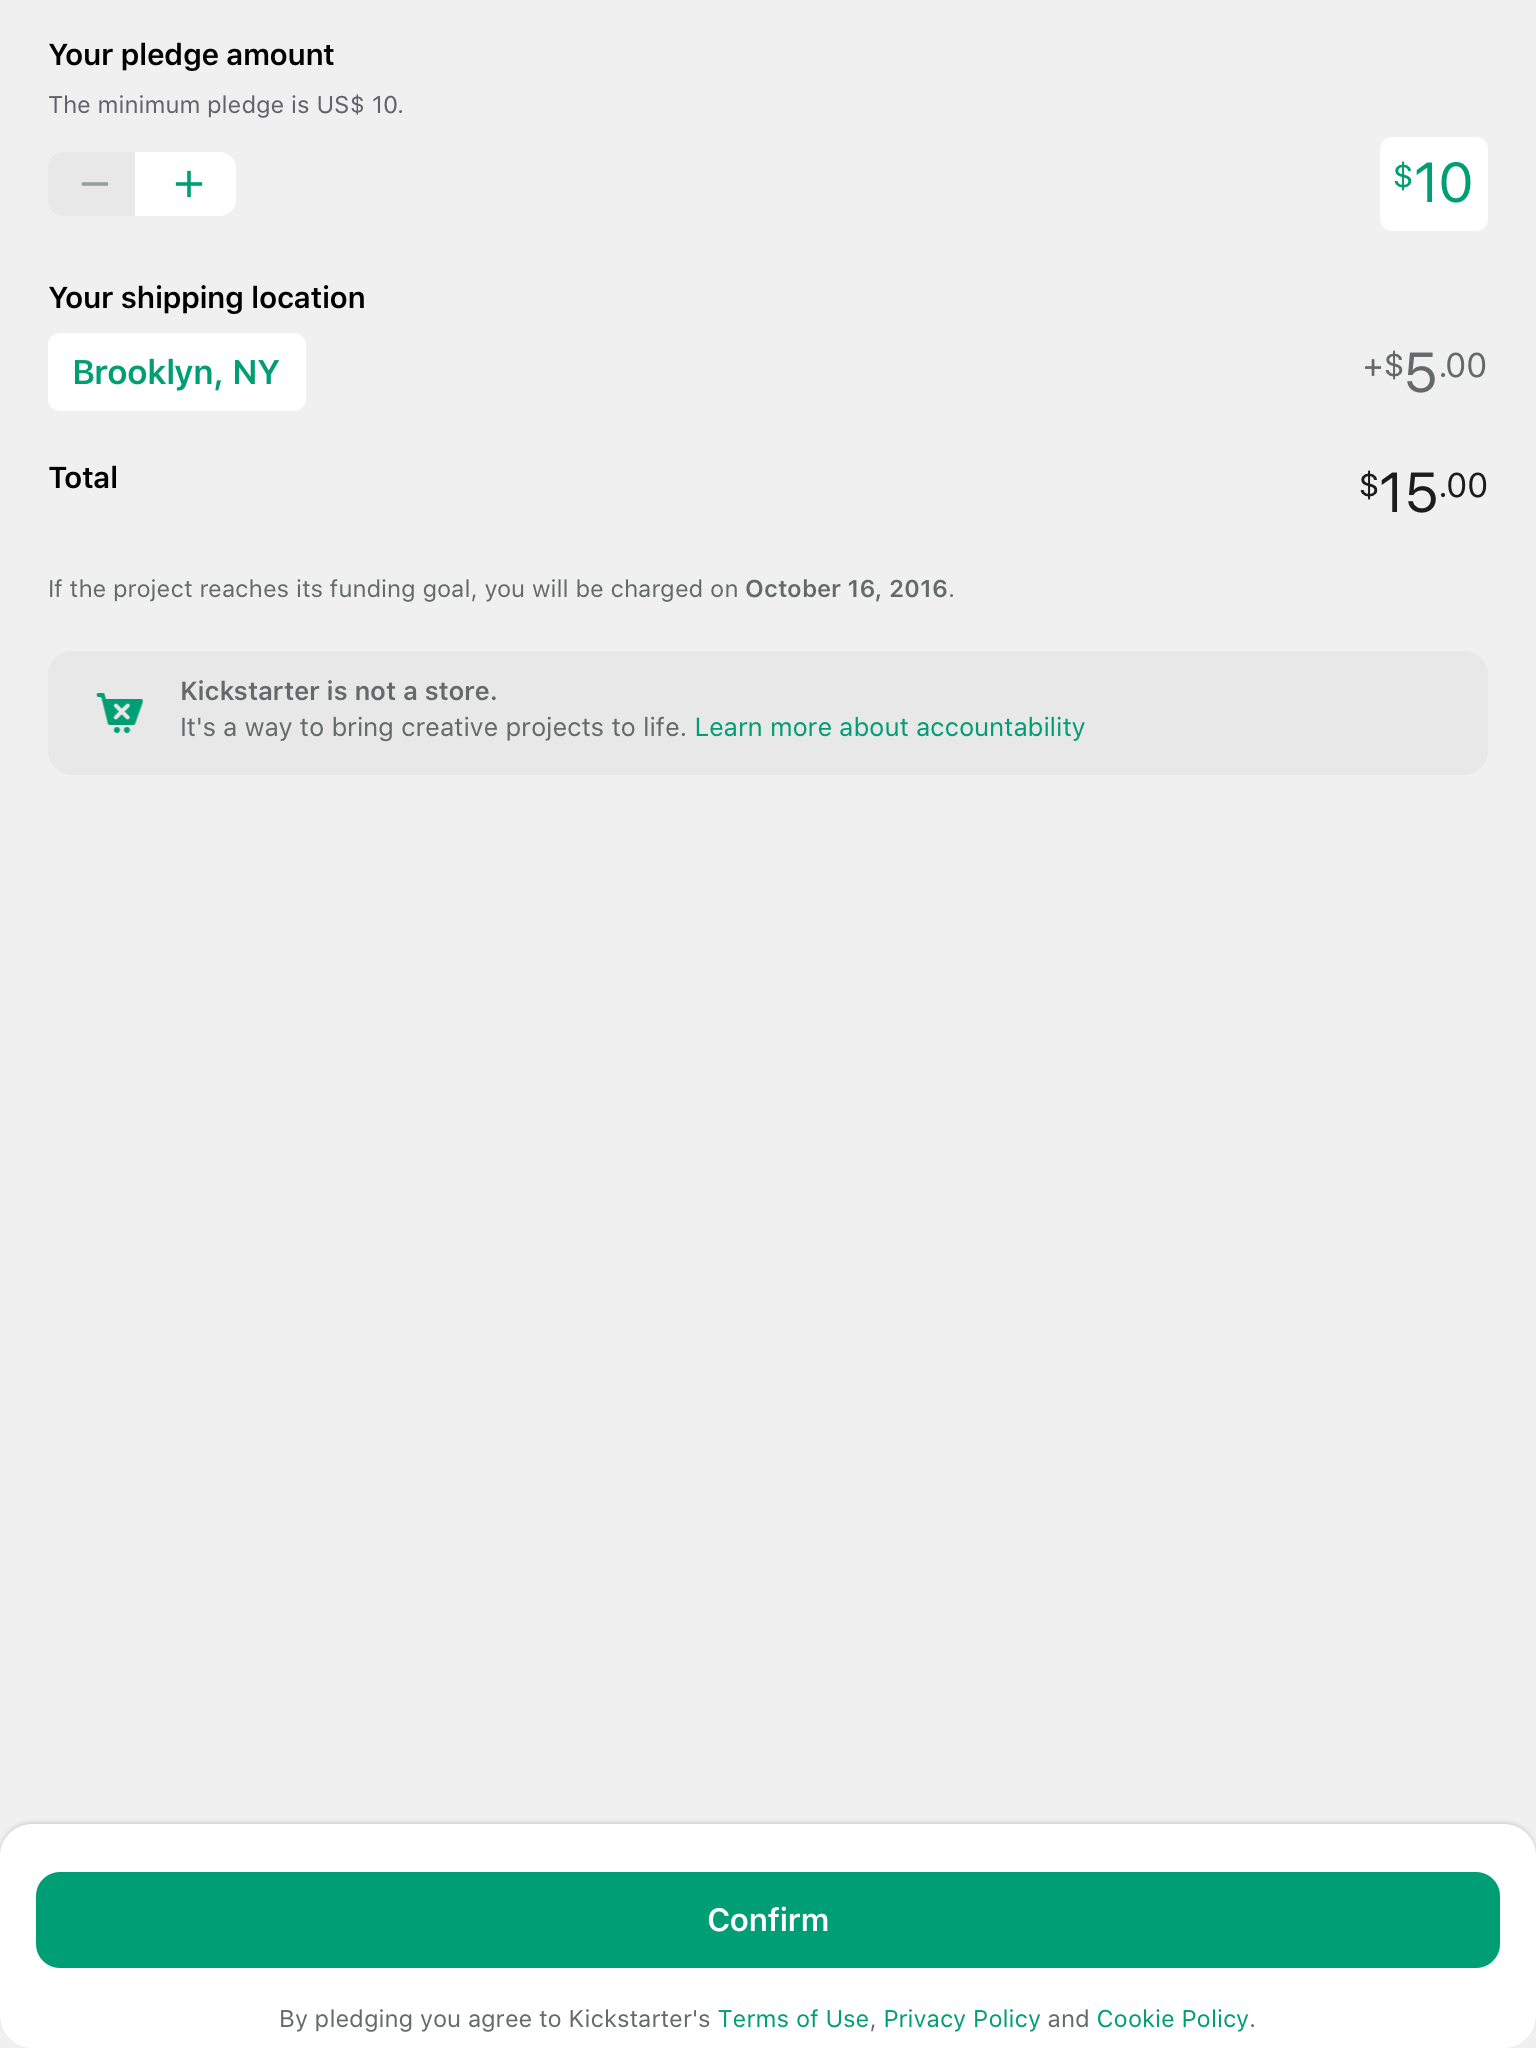 Your pledge amount
The minimum pledge is US$ 10.
− +
$10
Your shipping location
Brooklyn, NY
+$5.00
Total
$15.00
If the project reaches its funding goal, you will be charged on October 16, 2016.
Kickstarter is not a store.
It's a way to bring creative projects to life. Learn more about accountability
Confirm
By pledging you agree to Kickstarter's Terms of Use, Privacy Policy and Cookie Policy.